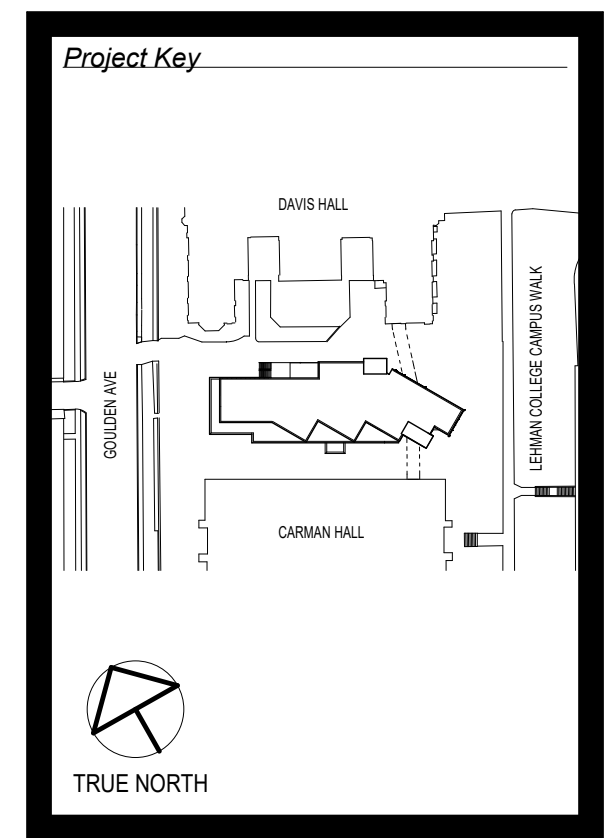 Project Key
DAVIS HALL
GOULDEN AVE
LEHMAN COLLEGE CAMPUS WALK
CARMAN HALL
TRUE NORTH